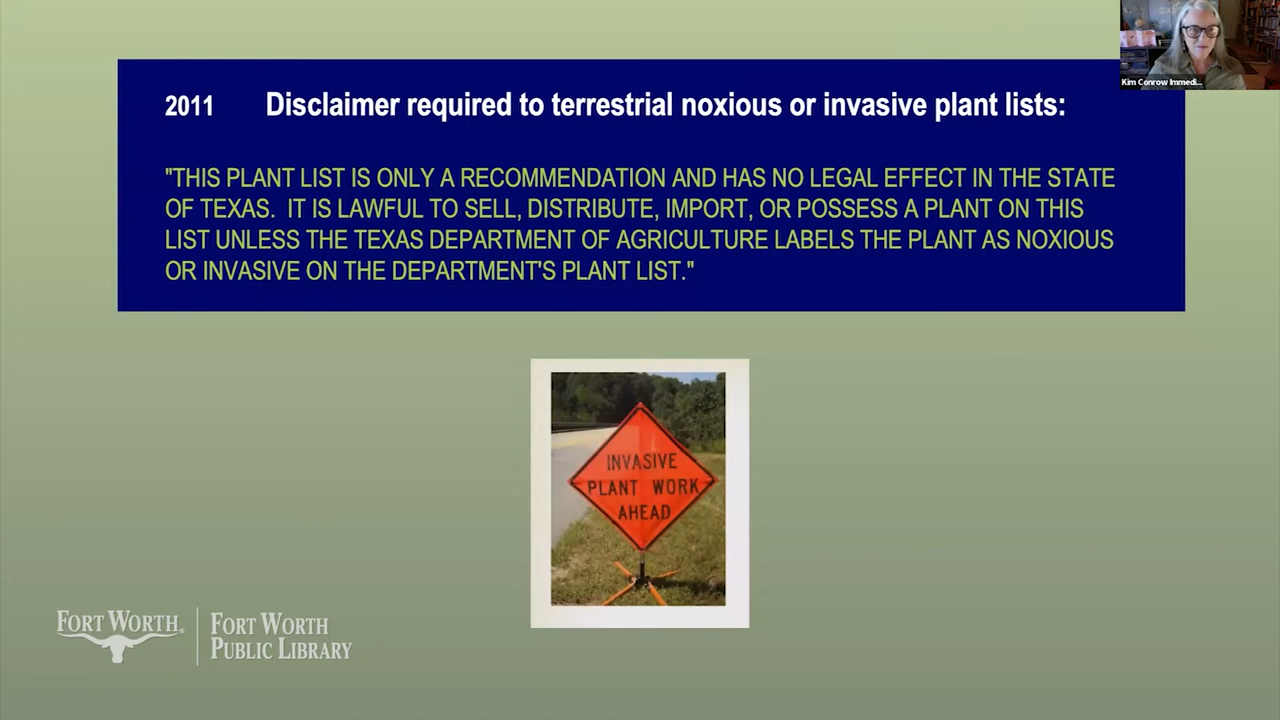 Kim Conrow Immedi...
2011 Disclaimer required to terrestrial noxious or invasive plant lists:
"THIS PLANT LIST IS ONLY A RECOMMENDATION AND HAS NO LEGAL EFFECT IN THE STATE
OF TEXAS. IT IS LAWFUL TO SELL, DISTRIBUTE, IMPORT, OR POSSESS A PLANT ON THIS
LIST UNLESS THE TEXAS DEPARTMENT OF AGRICULTURE LABELS THE PLANT AS NOXIOUS
OR INVASIVE ON THE DEPARTMENT'S PLANT LIST."
INVASIVE
PLANT WORK
AHEAD
FORT WORTH®
FORT WORTH
PUBLIC LIBRARY